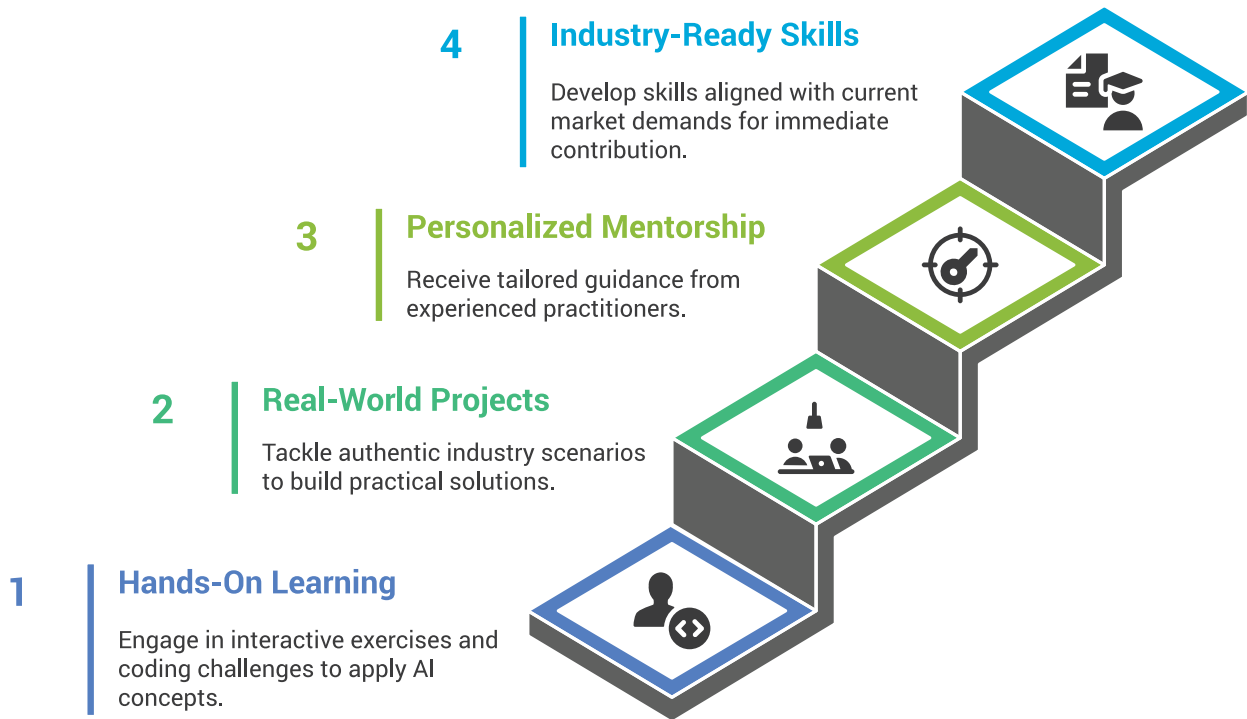 4
Industry-Ready Skills
Develop skills aligned with current
market demands for immediate
contribution.
3
Personalized Mentorship
Receive tailored guidance from
experienced practitioners.
2
Real-World Projects
Tackle authentic industry scenarios
to build practical solutions.
1
Hands-On Learning
Engage in interactive exercises and
coding challenges to apply AI
concepts.